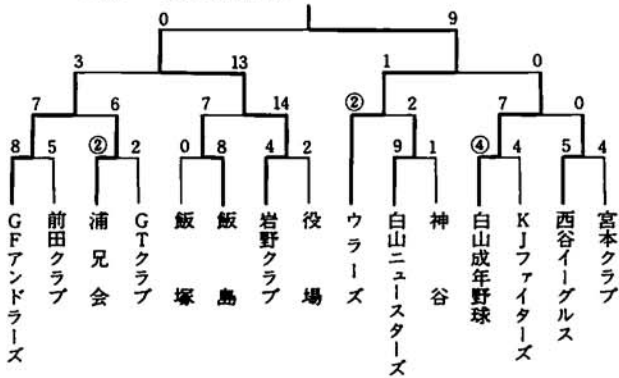 0 9
3 13 1 0
7 6 7 14 ② 2 7 0
8 5 ② 2 0 8 4 2 9 1 ④ 4 5 4
GFアンドラーズ
前田クラブ
浦兄会
GTクラブ
飯塚
飯島
岩野クラブ
役場
ウラーズ
白山ニュースターズ
神谷
白山成年野球
KJファイターズ
西谷イーグルス
宮本クラブ